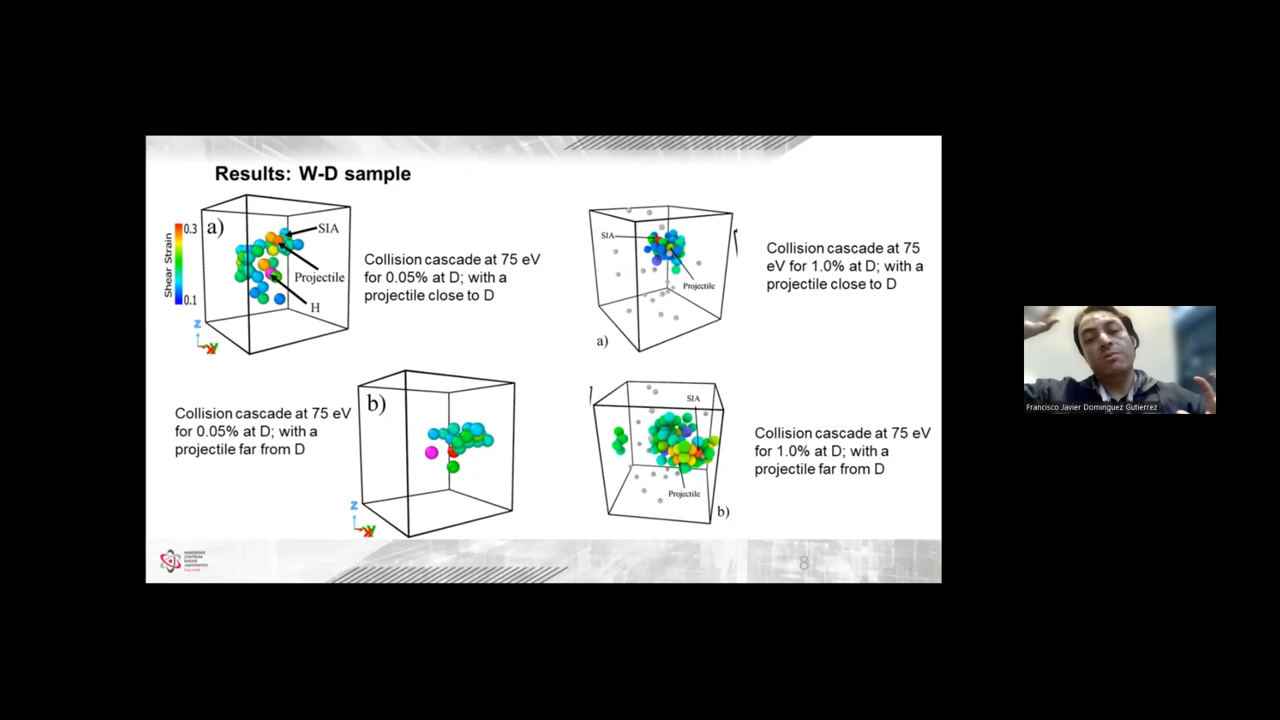 Results: W-D sample
a)
0.3
Shear Strain
0.1
SIA
Projectile
H
Z
Y
X
Collision cascade at 75 eV
for 0.05% at D; with a
projectile close to D
SIA
Projectile
a)
Collision cascade at 75
eV for 1.0% at D; with a
projectile close to D
Collision cascade at 75 eV
for 0.05% at D; with a
projectile far from D
b)
Z
Y
X
SIA
Projectile
b)
Collision cascade at 75 eV
for 1.0% at D; with a
projectile far from D
8
Francisco Javier Dominguez Gutierrez